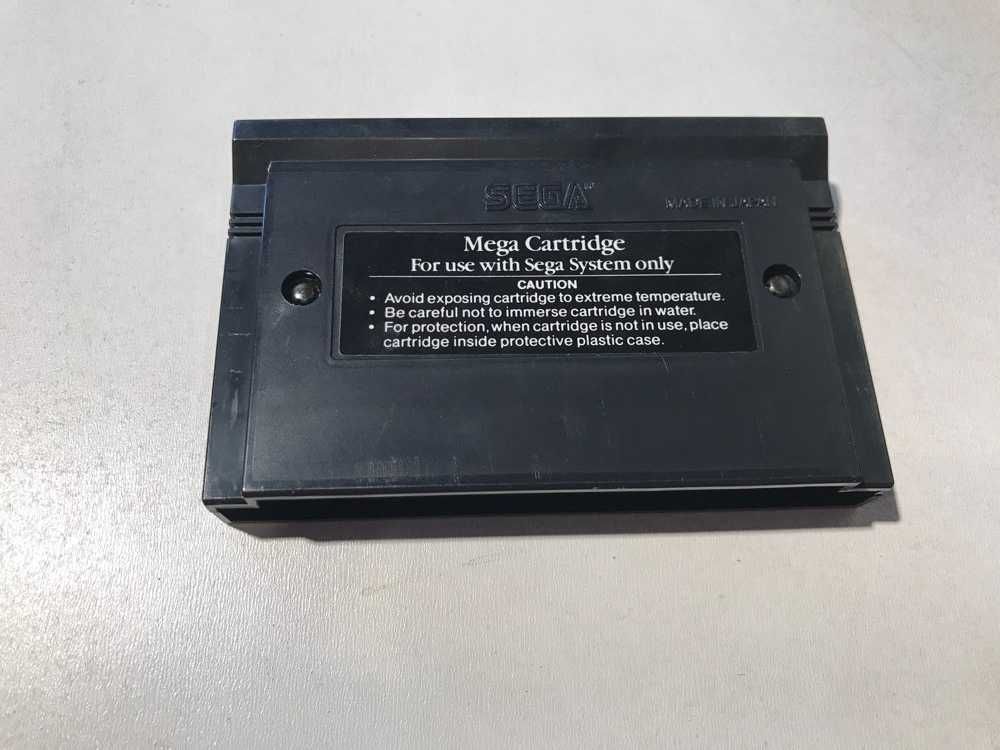 SEGA™
MADE IN JAPAN
Mega Cartridge
For use with Sega System only
CAUTION
• Avoid exposing cartridge to extreme temperature.
• Be careful not to immerse cartridge in water.
• For protection, when cartridge is not in use, place
cartridge inside protective plastic case.